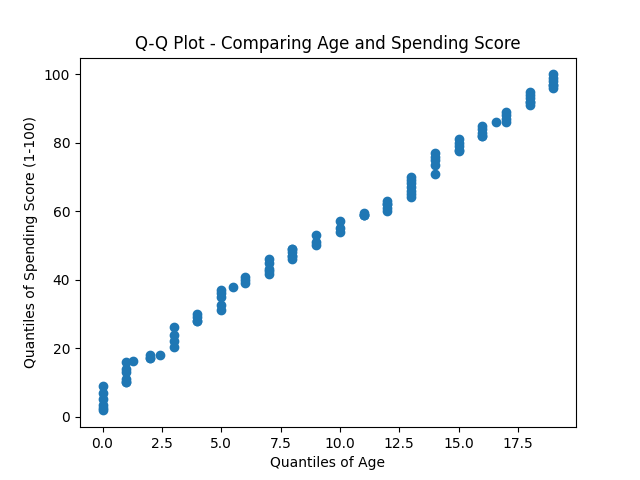 Q-Q Plot - Comparing Age and Spending Score
100
80
60
40
20
0
Quantiles of Spending Score (1-100)
0.0 2.5 5.0 7.5 10.0 12.5 15.0 17.5
Quantiles of Age